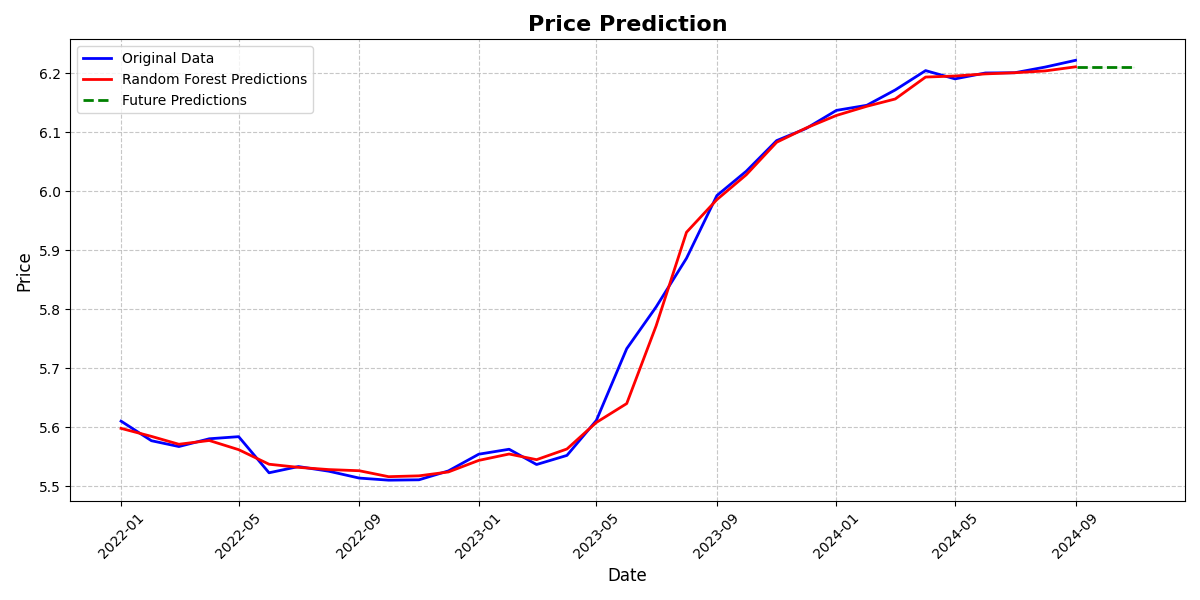 Price Prediction
Original Data
Random Forest Predictions
Future Predictions
Price
6.2
6.1
6.0
5.9
5.8
5.7
5.6
5.5
2022-01
2022-05
2022-09
2023-01
2023-05
2023-09
2024-01
2024-05
2024-09
Date